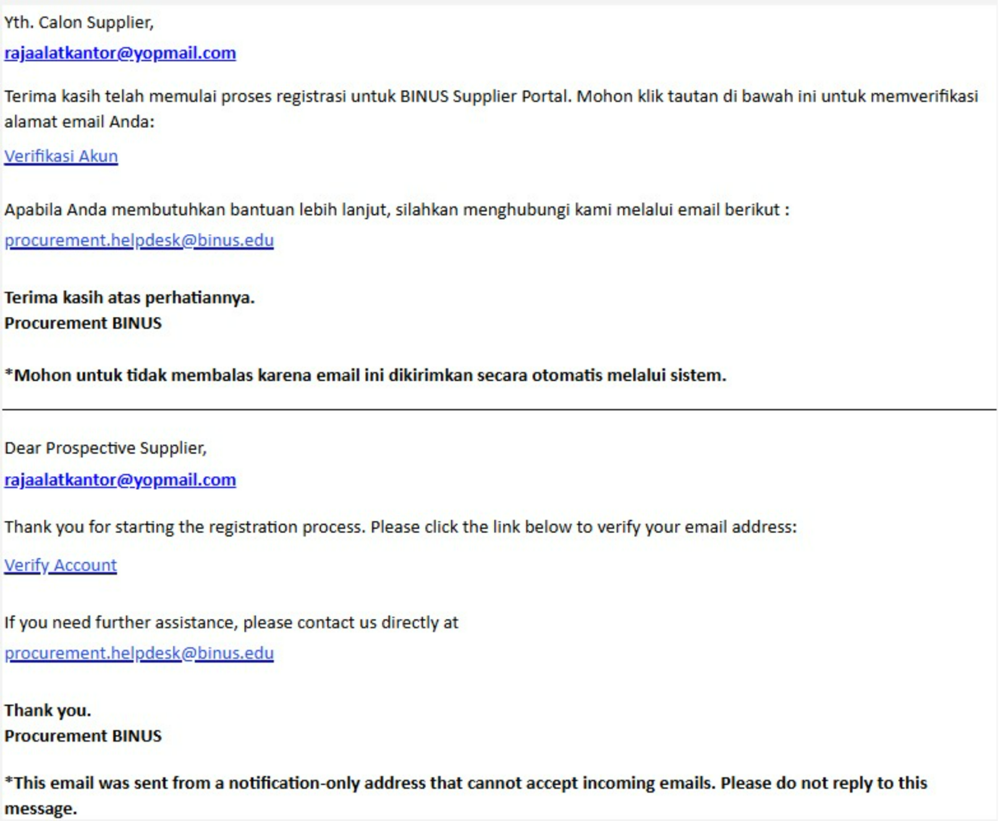 Yth. Calon Supplier,
rajaalatkantor@yopmail.com
Terima kasih telah memulai proses registrasi untuk BINUS Supplier Portal. Mohon klik tautan di bawah ini untuk memverifikasi
alamat email Anda:
Verifikasi Akun
Apabila Anda membutuhkan bantuan lebih lanjut, silahkan menghubungi kami melalui email berikut :
procurement.helpdesk@binus.edu
Terima kasih atas perhatiannya.
Procurement BINUS
*Mohon untuk tidak membalas karena email ini dikirimkan secara otomatis melalui sistem.
Dear Prospective Supplier,
rajaalatkantor@yopmail.com
Thank you for starting the registration process. Please click the link below to verify your email address:
Verify Account
If you need further assistance, please contact us directly at
procurement.helpdesk@binus.edu
Thank you.
Procurement BINUS
*This email was sent from a notification-only address that cannot accept incoming emails. Please do not reply to this
message.